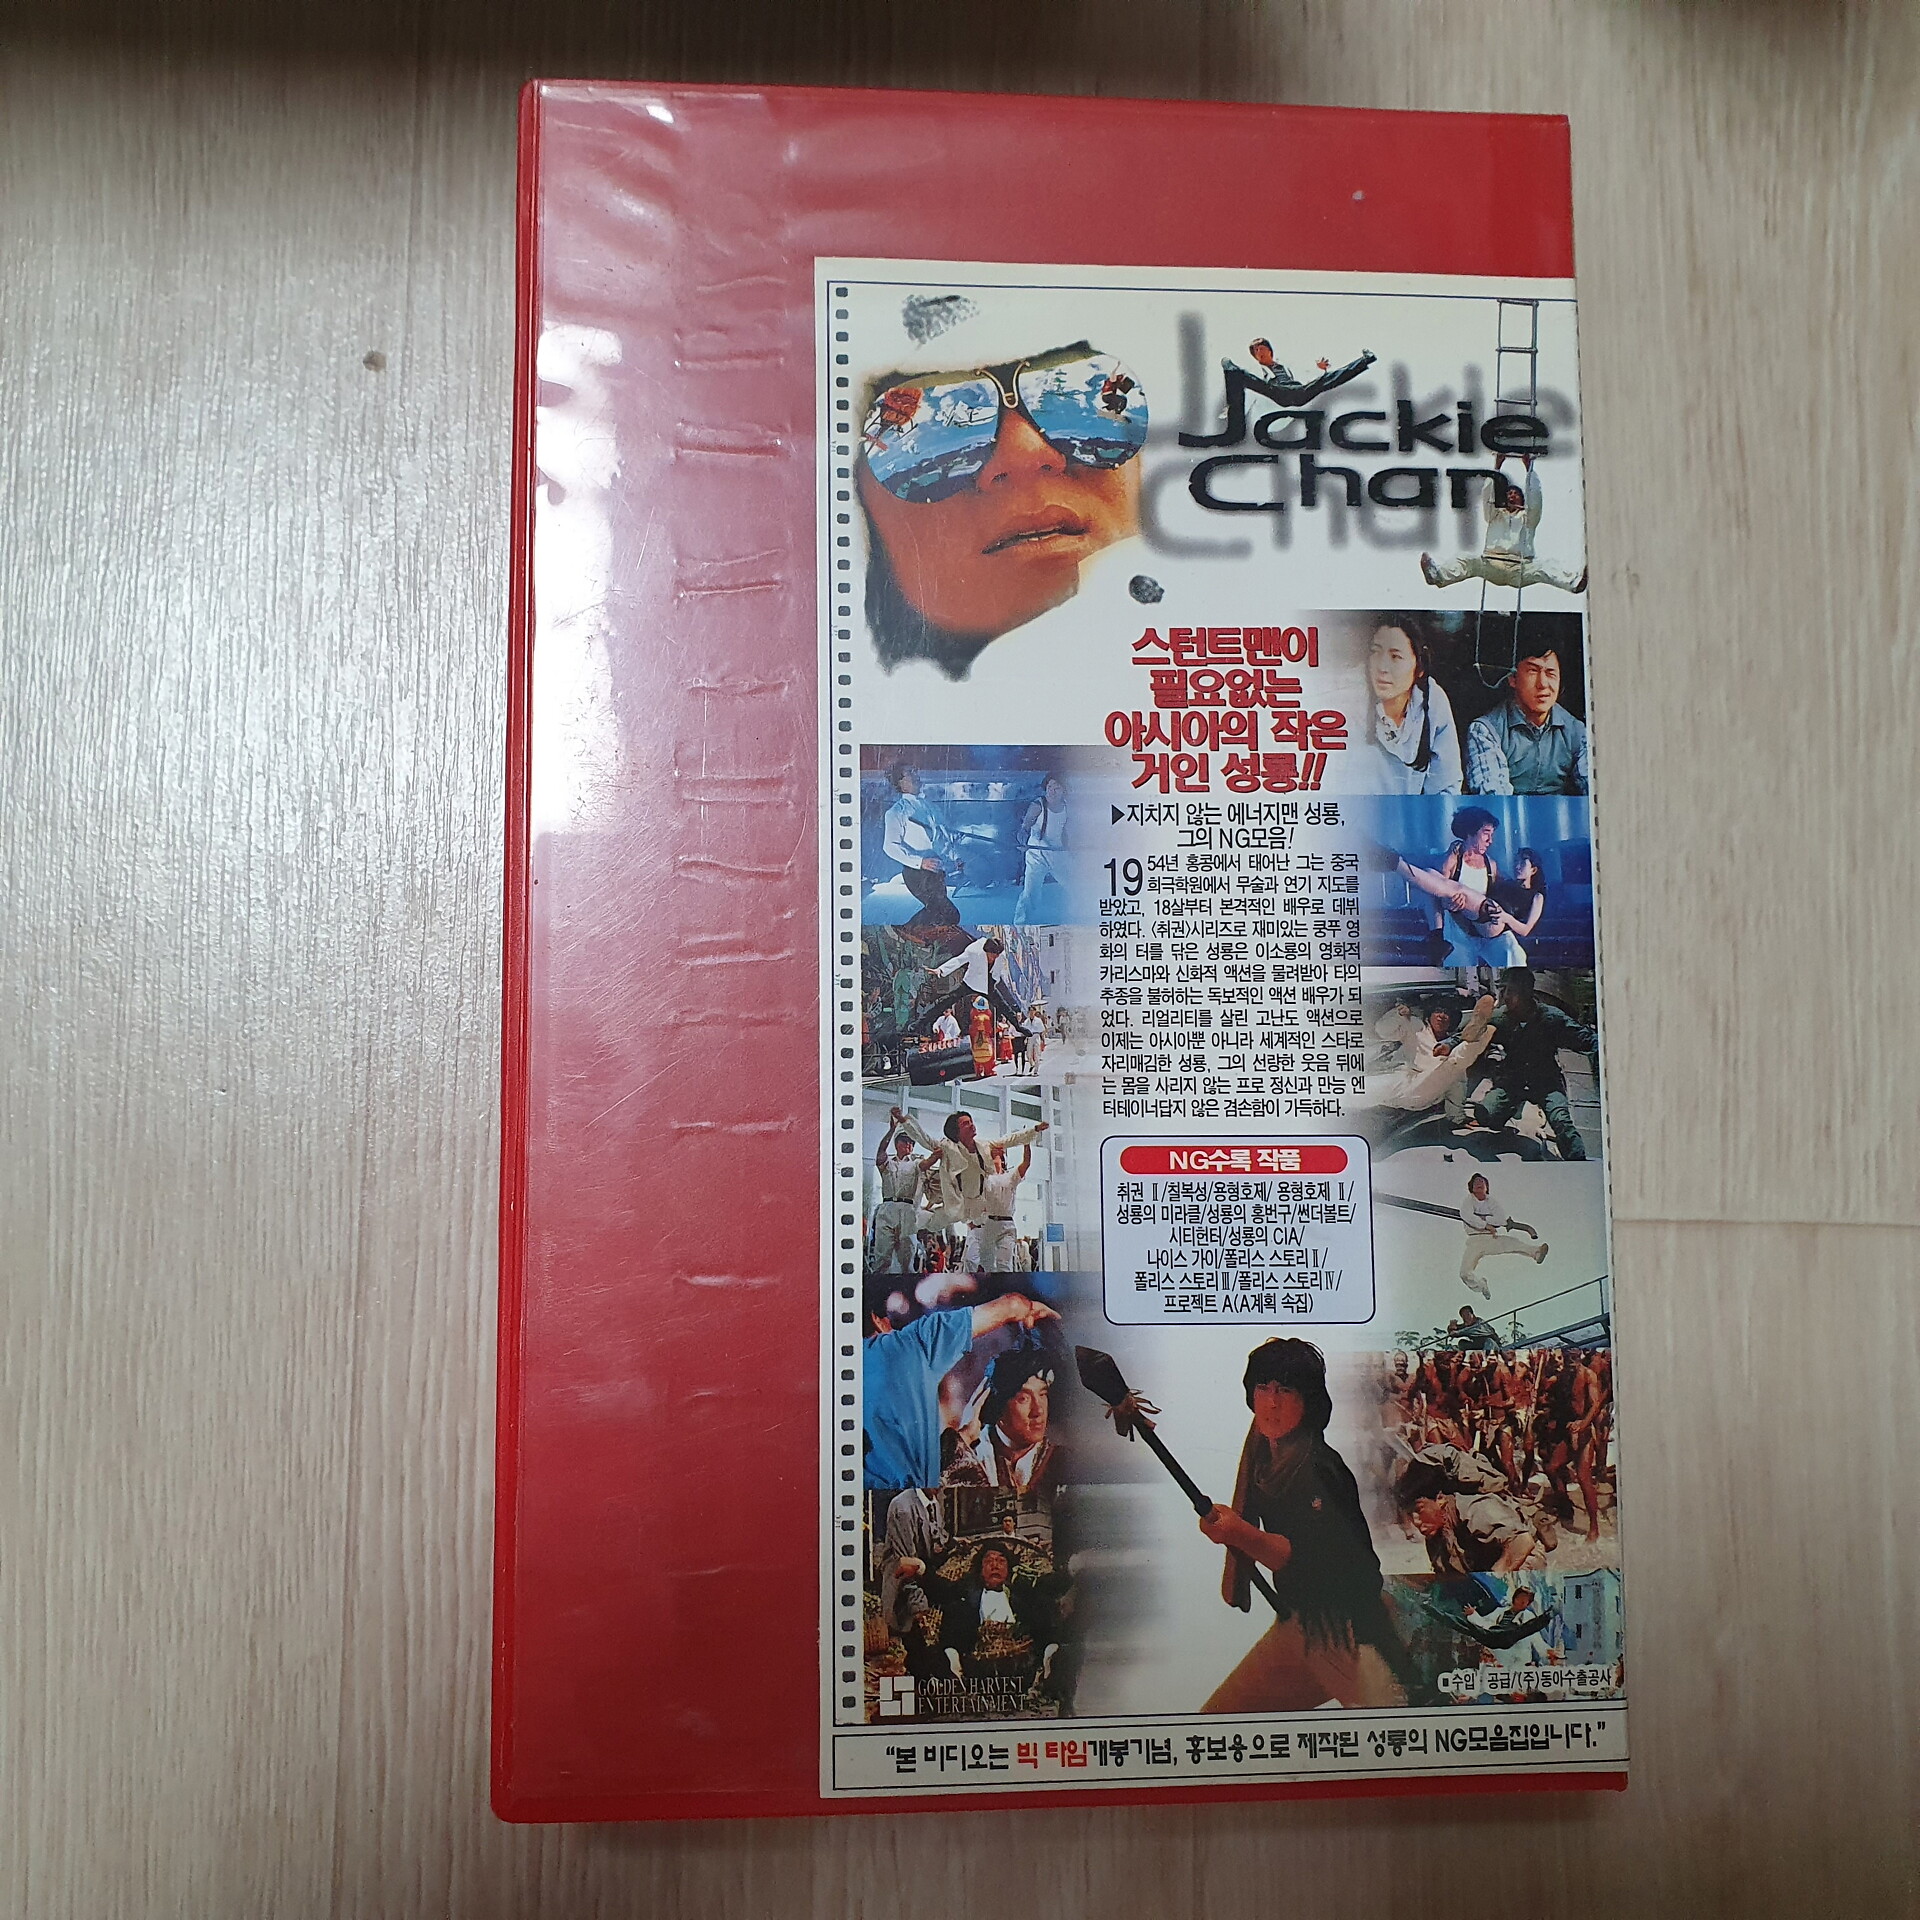 Jackie
Chan
스턴트맨이
필요없는
아시아의 작은
거인 성룡!!
▶지치지 않는 에너지맨 성룡,
그의 NG모음!
1954년 홍콩에서 태어난 그는 중국
희극학원에서 무술과 연기 지도를
받았고, 18살부터 본격적인 배우로 데뷔
하였다. 〈취권〉시리즈로 재미있는 쿵푸 영
화의 터를 닦은 성룡은 이소룡의 영화적
카리스마와 신화적 액션을 물려받아 타의
추종을 불허하는 독보적인 액션 배우가 되
었다. 리얼리티를 살린 고난도 액션으로
이제는 아시아뿐 아니라 세계적인 스타로
자리매김한 성룡, 그의 선량한 웃음 뒤에
는 몸을 사리지 않는 프로 정신과 만능 엔
터테이너답지 않은 겸손함이 가득하다.
NG수록 작품
취권 Ⅱ/칠복성/용형호제/ 용형호제 Ⅱ/
성룡의 미라클/성룡의 홍번구/썬더볼트/
시티헌터/성룡의 CIA/
나이스 가이/폴리스 스토리Ⅱ/
폴리스 스토리Ⅲ/폴리스 스토리Ⅳ/
프로젝트 A(A계획 속집)
GOLDEN HARVEST
ENTERTAINMENT
■수입·공급/(주)동아수출공사
“본 비디오는 빅 타임개봉기념, 홍보용으로 제작된 성룡의 NG모음집입니다.”